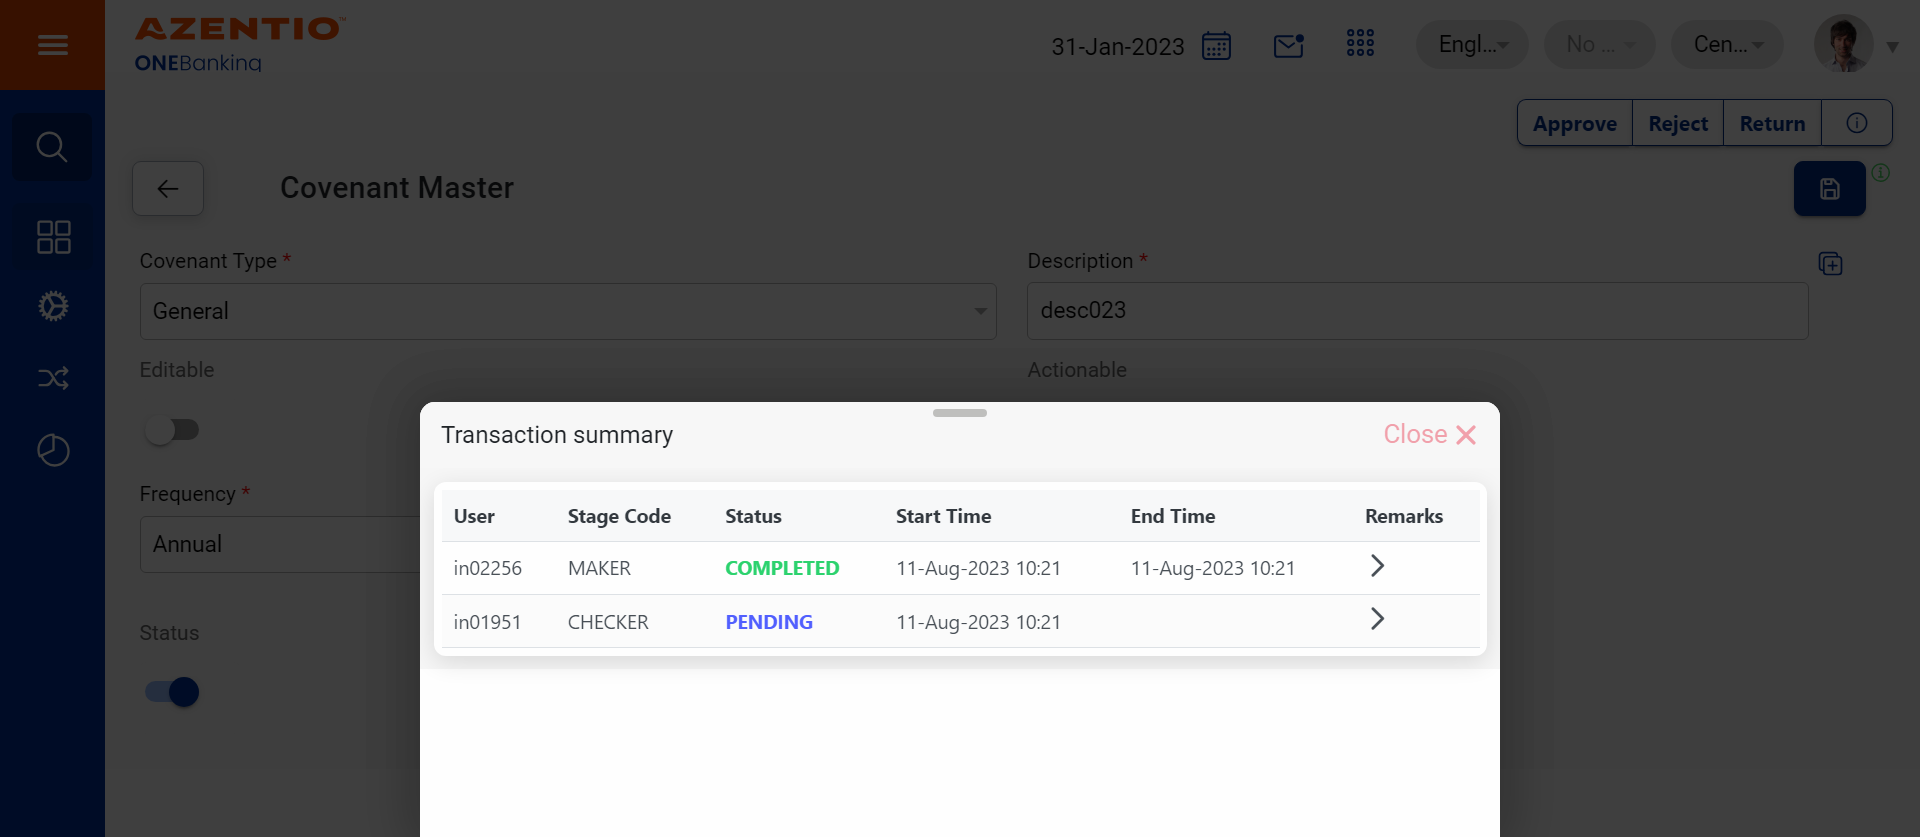 AZENTIO™
ONEBanking
31-Jan-2023
Engl...
No ...
Cen...
Approve Reject Return
Covenant Master
Covenant Type * Description *
General desc023
Editable Actionable
Transaction summary Close
Frequency *
Annual
Status
User Stage Code Status Start Time End Time Remarks
in02256 MAKER COMPLETED 11-Aug-2023 10:21 11-Aug-2023 10:21
in01951 CHECKER PENDING 11-Aug-2023 10:21